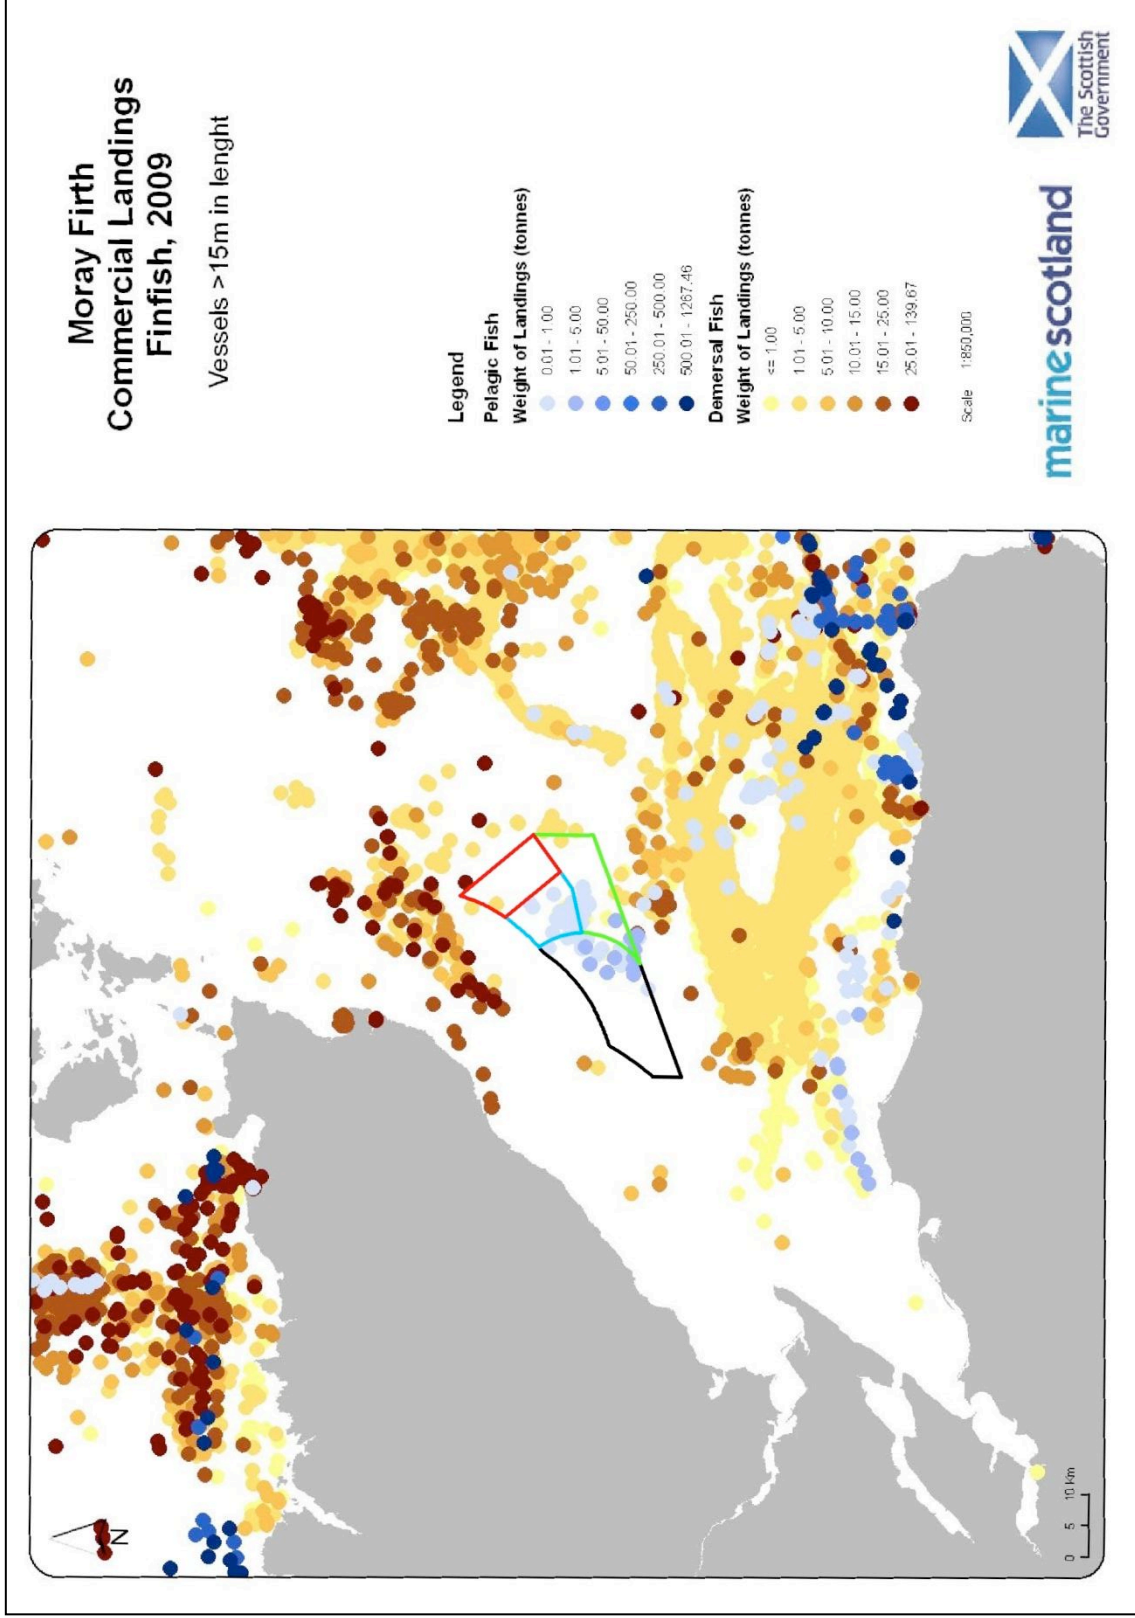 Moray Firth
Commercial Landings
Finfish, 2009
Vessels >15m in lenght
Legend
Pelagic Fish
Weight of Landings (tonnes)
0.01 - 1.00
1.01 - 5.00
5.01 - 50.00
50.01 - 250.00
250.01 - 500.00
500.01 - 1267.46
Demersal Fish
Weight of Landings (tonnes)
<= 1.00
1.01 - 5.00
5.01 - 10.00
10.01 - 15.00
15.01 - 25.00
25.01 - 139.67
Scale 1:850,000
marinescotland
The Scottish
Government
N
0 5 10 Km